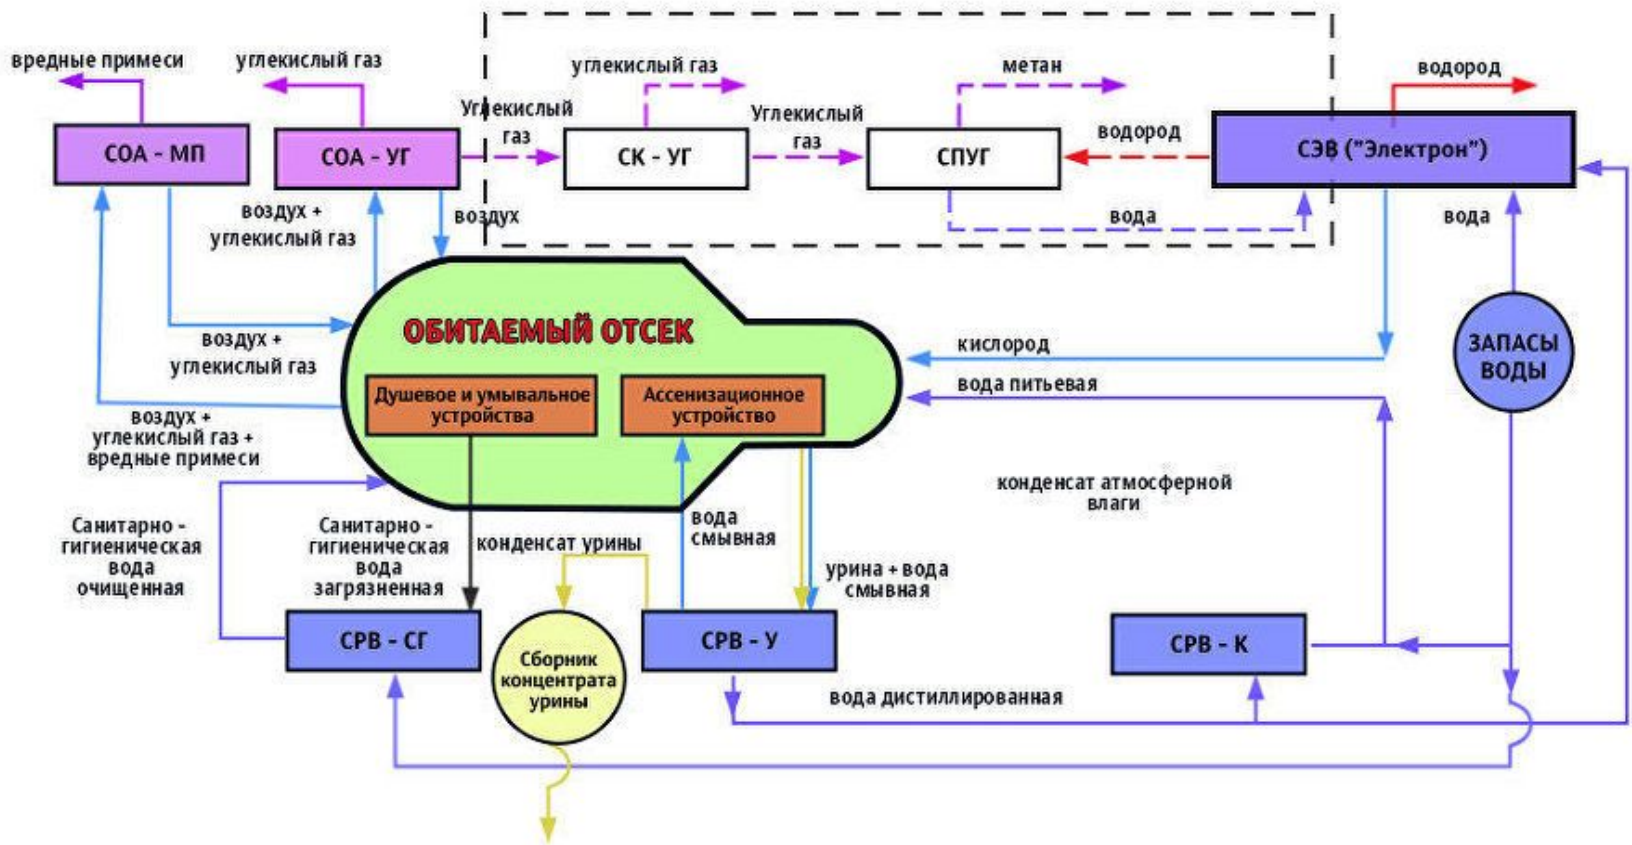 вредные примеси
углекислый газ
углекислый газ
метан
водород
Углекислый
газ
Углекислый
газ
водород
СОА - МП
СОА - УГ
СК - УГ
СПУГ
СЭВ ("Электрон")
воздух +
углекислый газ
воздух
вода
вода
воздух +
углекислый газ
ОБИТАЕМЫЙ ОТСЕК
кислород
ЗАПАСЫ
ВОДЫ
вода питьевая
Душевое и умывальное
устройства
Ассенизационное
устройство
воздух +
углекислый газ +
вредные примеси
конденсат атмосферной
влаги
Санитарно -
гигиеническая
вода
очищенная
Санитарно -
гигиеническая
вода
загрязненная
конденсат урины
вода
смывная
урина + вода
смывная
СРВ - СГ
Сборник
концентрата
урины
СРВ - У
СРВ - К
вода дистиллированная